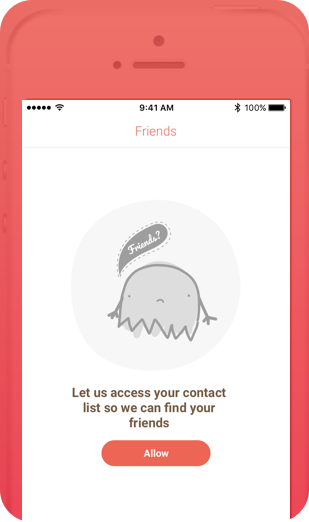 9:41 AM 100%
Friends
Friends?
Let us access your contact
list so we can find your
friends
Allow